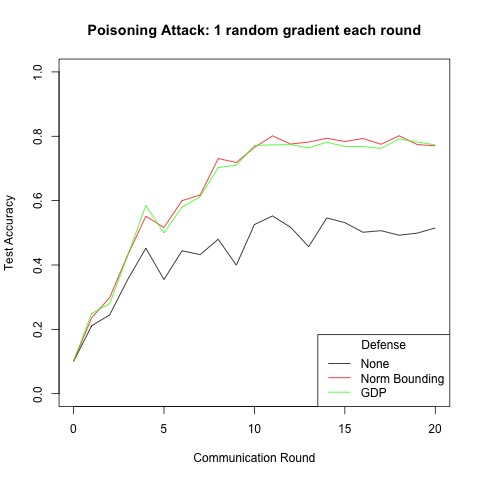 Poisoning Attack: 1 random gradient each round
1.0
0.8
0.6
0.4
0.2
0.0
Test Accuracy
Defense
None
Norm Bounding
GDP
0 5 10 15 20
Communication Round